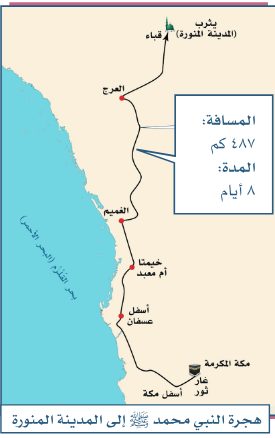 يثرب
(المدينة المنورة)
قباء
العرج
المسافة:
٤٨٧ كم
المدة:
٨ أيام
الغميم
بحر القلزم (البحر الأحمر)
خيمتا
أم معبد
أسفل
عسفان
مكة المكرمة
غار
ثور
أسفل مكة
هجرة النبي محمد ﷺ إلى المدينة المنورة